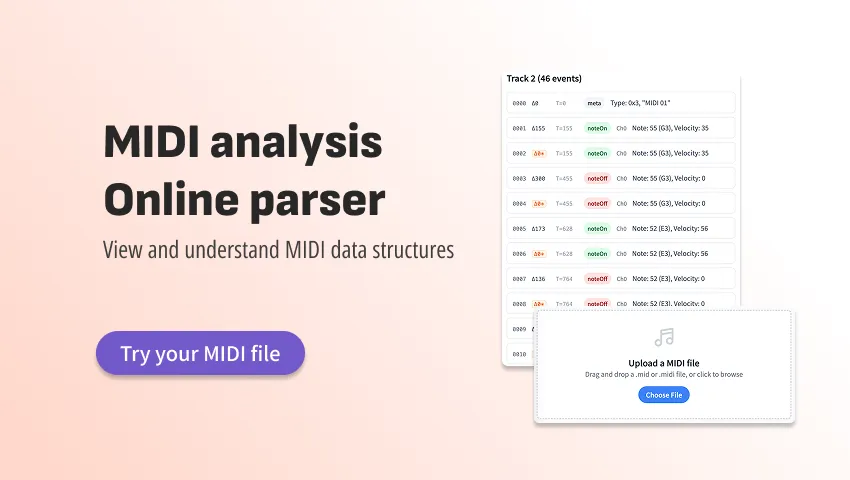 MIDI analysis
Online parser
View and understand MIDI data structures
Try your MIDI file
Track 2 (46 events)
0000 Δ0 T=0 meta Type: 0x3, "MIDI 01"
0001 Δ155 T=155 noteOn Ch0 Note: 55 (G3), Velocity: 35
0002 Δ0+ T=155 noteOn Ch0 Note: 55 (G3), Velocity: 35
0003 Δ300 T=455 noteOff Ch0 Note: 55 (G3), Velocity: 0
0004 Δ0+ T=455 noteOff Ch0 Note: 55 (G3), Velocity: 0
0005 Δ173 T=628 noteOn Ch0 Note: 52 (E3), Velocity: 56
0006 Δ0+ T=628 noteOn Ch0 Note: 52 (E3), Velocity: 56
0007 Δ136 T=764 noteOff Ch0 Note: 52 (E3), Velocity: 0
0008 Δ0+ T=764 noteOff Ch0 Note: 52 (E3), Velocity: 0
0009
0010
Upload a MIDI file
Drag and drop a .mid or .midi file, or click to browse
Choose File